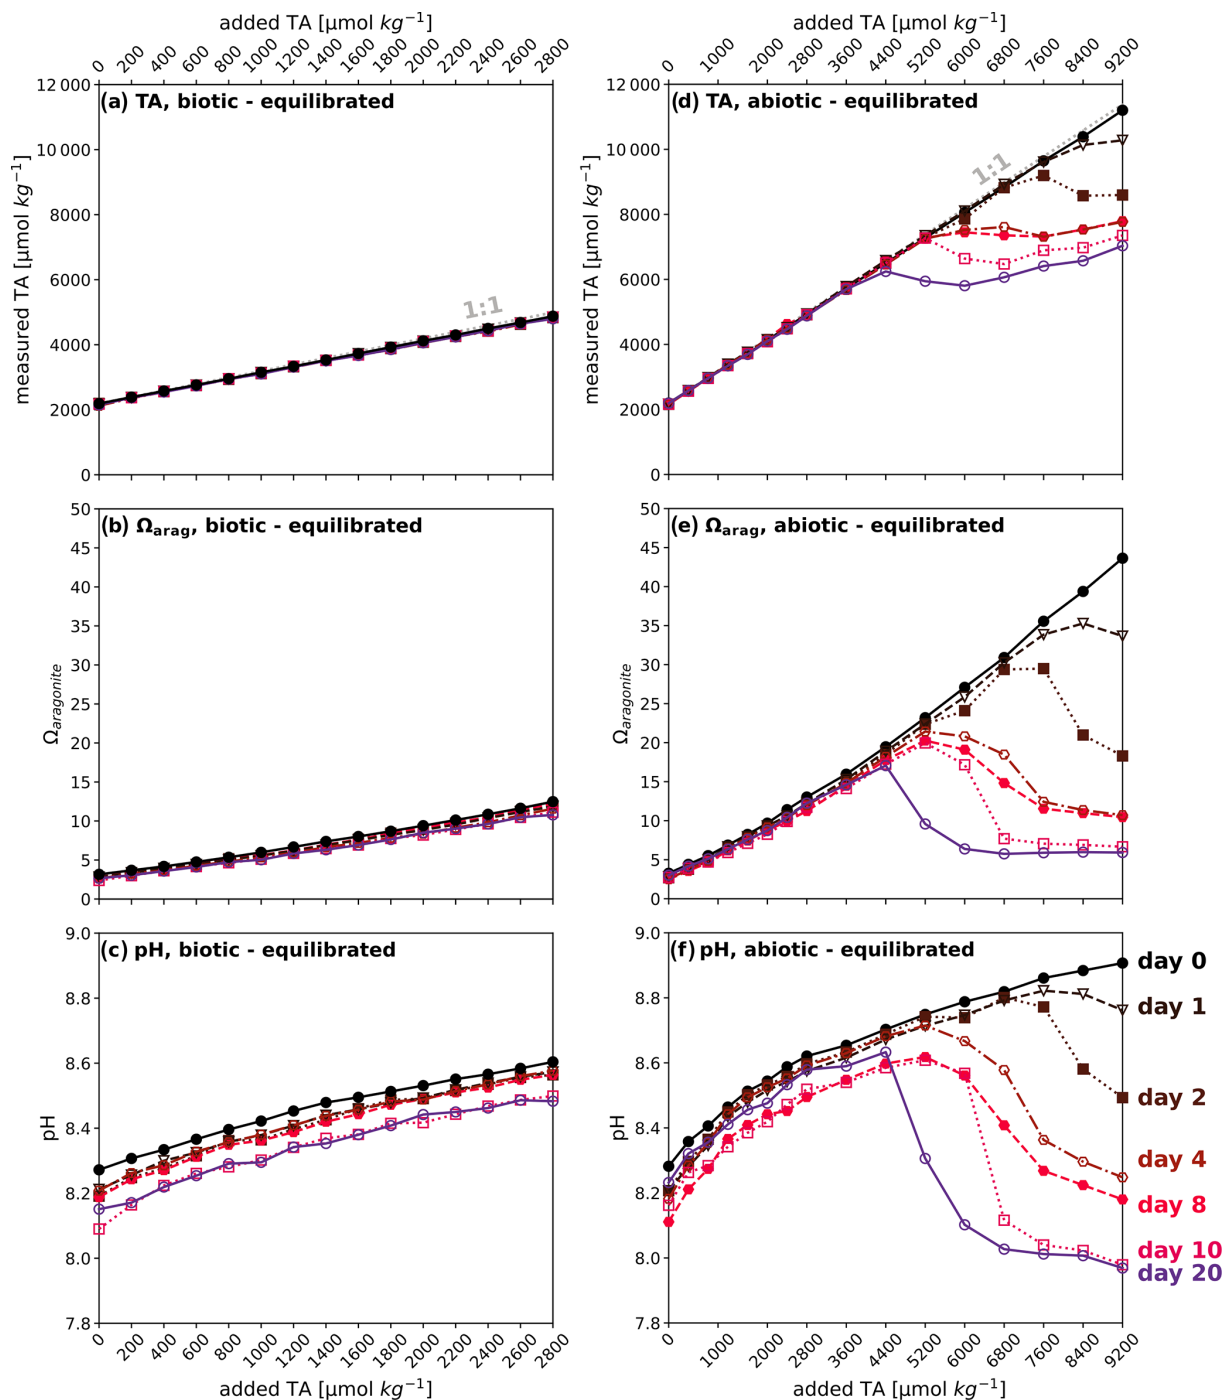 added TA [µmol kg⁻¹]
0 200 400 600 800 1000 1200 1400 1600 1800 2000 2200 2400 2600 2800
(a) TA, biotic - equilibrated
measured TA [µmol kg⁻¹]
12 000
10 000
8000
6000
4000
2000
0
1:1
added TA [µmol kg⁻¹]
0 1000 2000 2800 3600 4400 5200 6000 6800 7600 8400 9200
(d) TA, abiotic - equilibrated
measured TA [µmol kg⁻¹]
12 000
10 000
8000
6000
4000
2000
0
1:1
(b) Ωarag, biotic - equilibrated
Ωaragonite
50
45
40
35
30
25
20
15
10
5
0
(e) Ωarag, abiotic - equilibrated
Ωaragonite
50
45
40
35
30
25
20
15
10
5
0
(c) pH, biotic - equilibrated
pH
9.0
8.8
8.6
8.4
8.2
8.0
7.8
0 200 400 600 800 1000 1200 1400 1600 1800 2000 2200 2400 2600 2800
added TA [µmol kg⁻¹]
(f) pH, abiotic - equilibrated
pH
9.0
8.8
8.6
8.4
8.2
8.0
7.8
0 1000 2000 2800 3600 4400 5200 6000 6800 7600 8400 9200
added TA [µmol kg⁻¹]
day 0
day 1
day 2
day 4
day 8
day 10
day 20